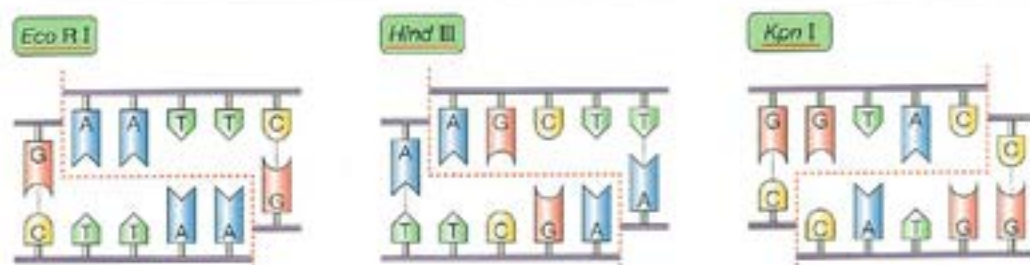 Eco R I
Hind III
Kpn I
A A T T C
A G C T T
G G T A C
G
A
C
G
A
C T T A A
T T C G A
C
C A T G G